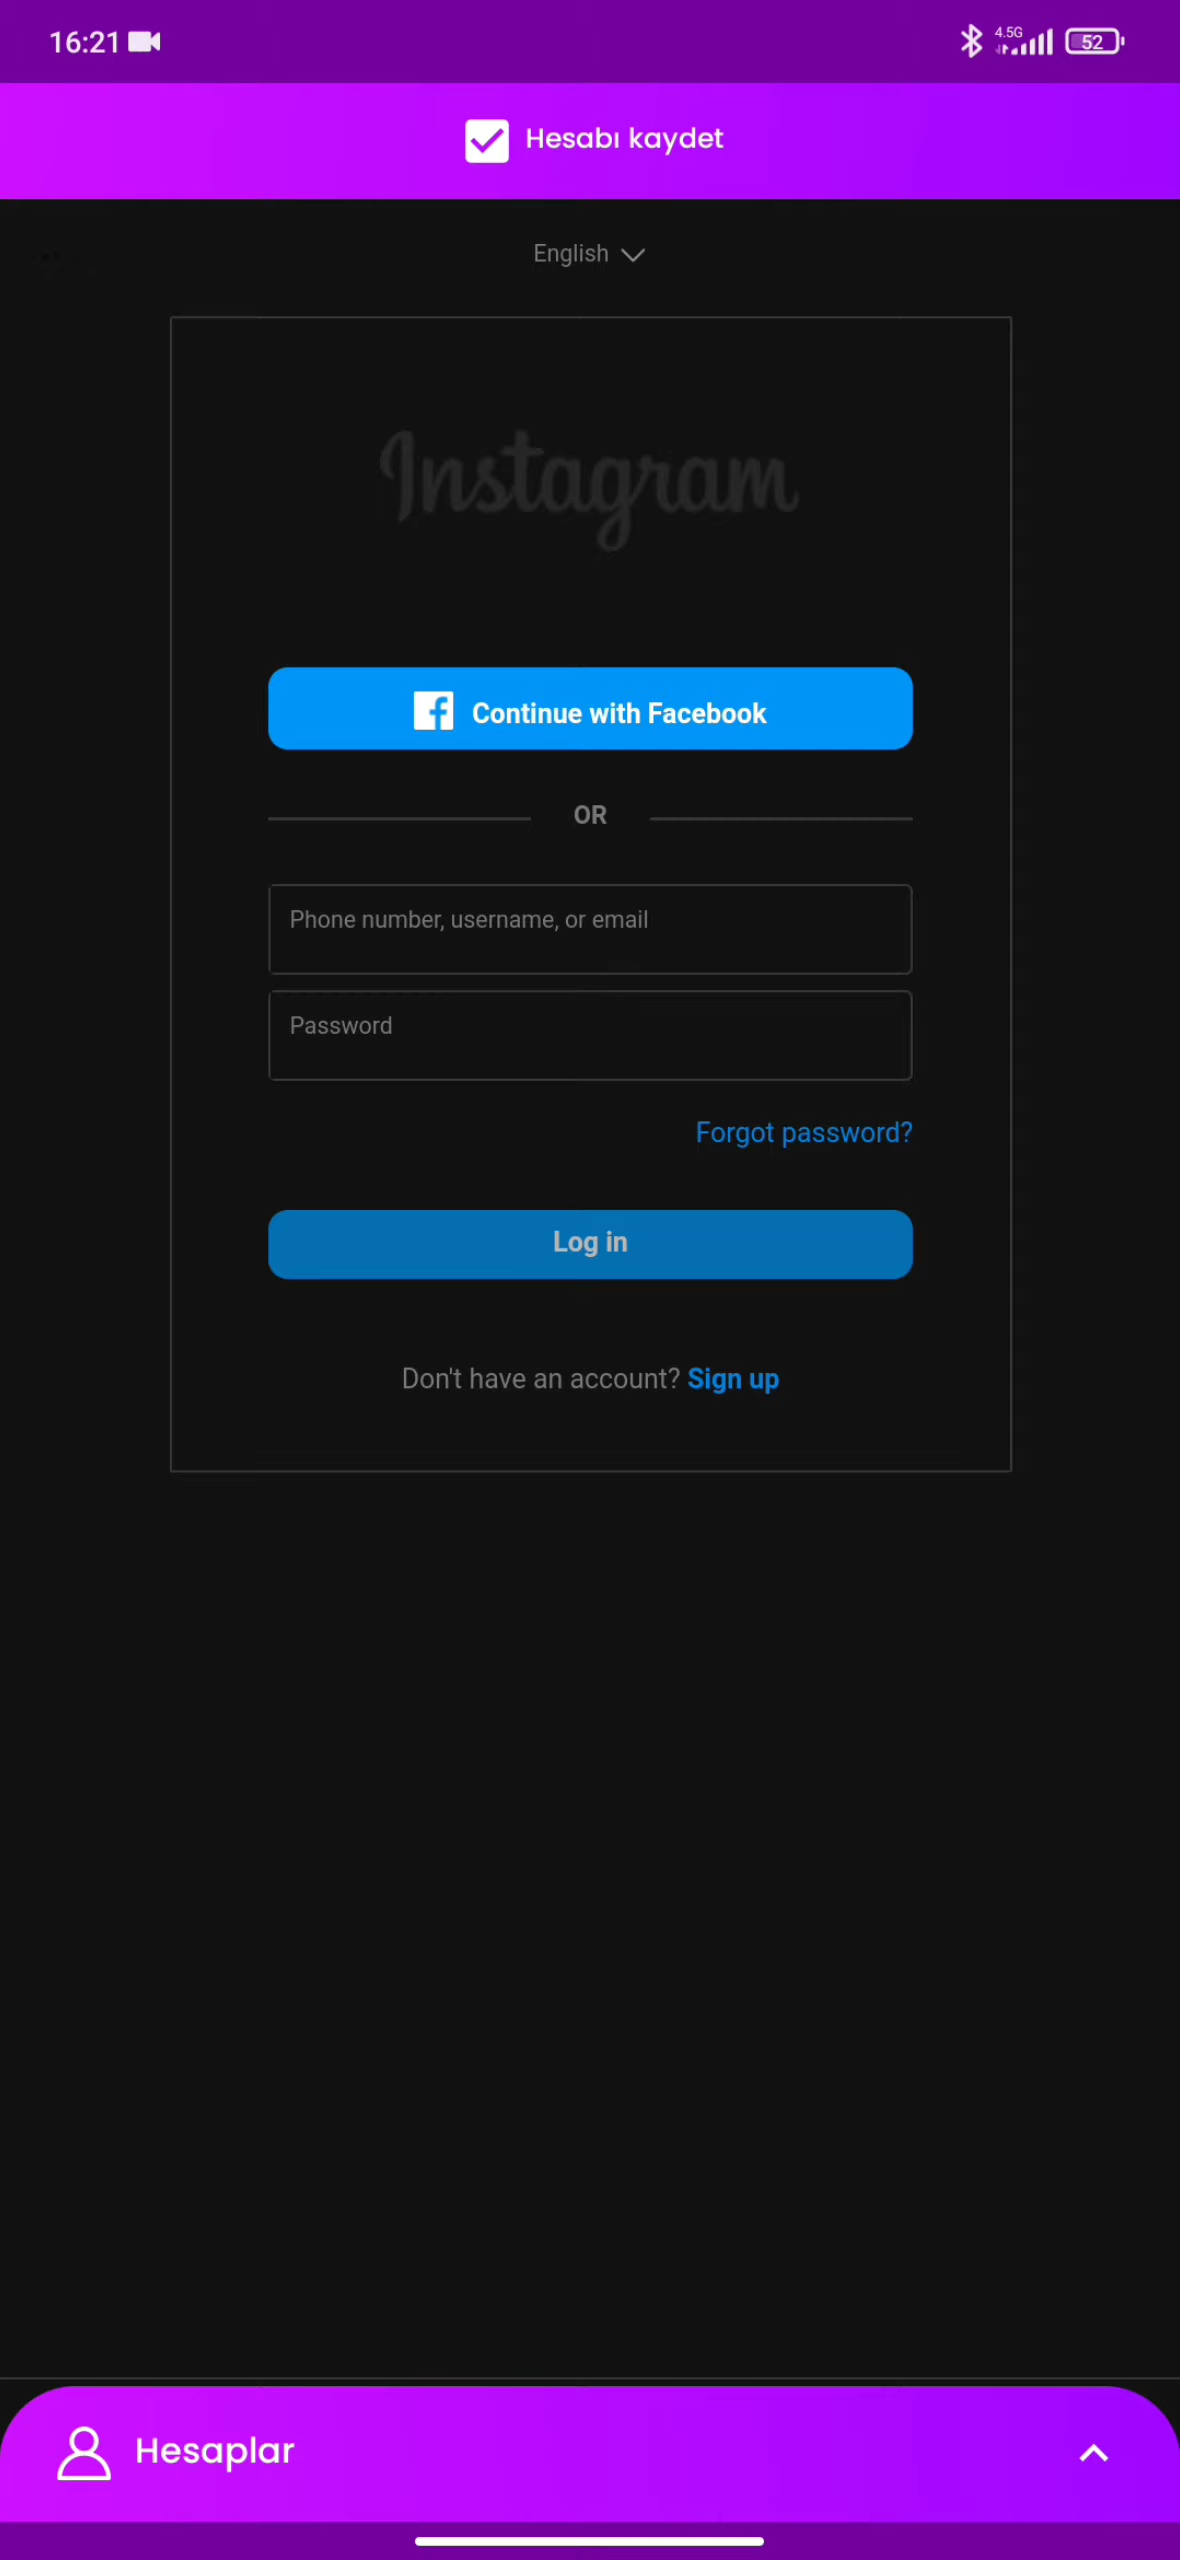 16:21
4.5G
52
Hesabı kaydet
English
Instagram
Continue with Facebook
OR
Phone number, username, or email
Password
Forgot password?
Log in
Don't have an account? Sign up
Hesaplar